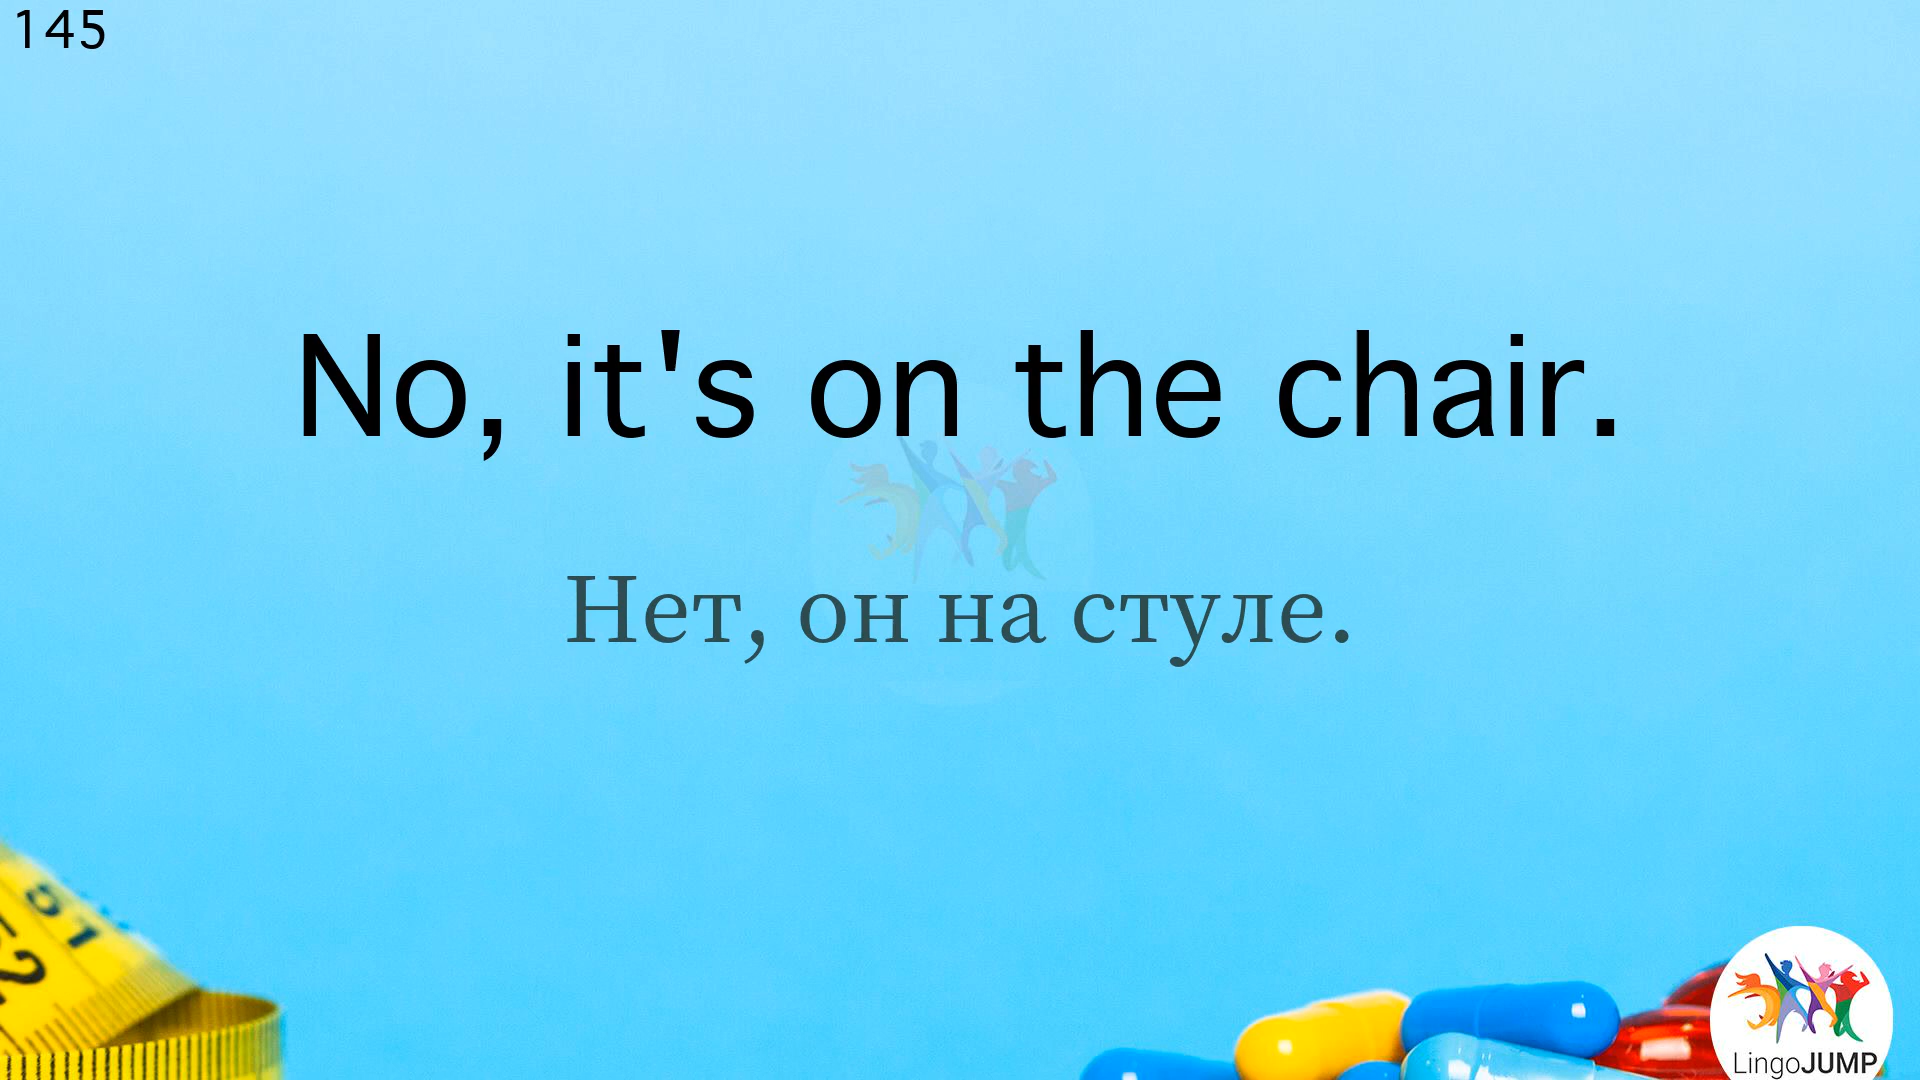 145
No, it's on the chair.
Нет, он на стуле.
LingoJUMP